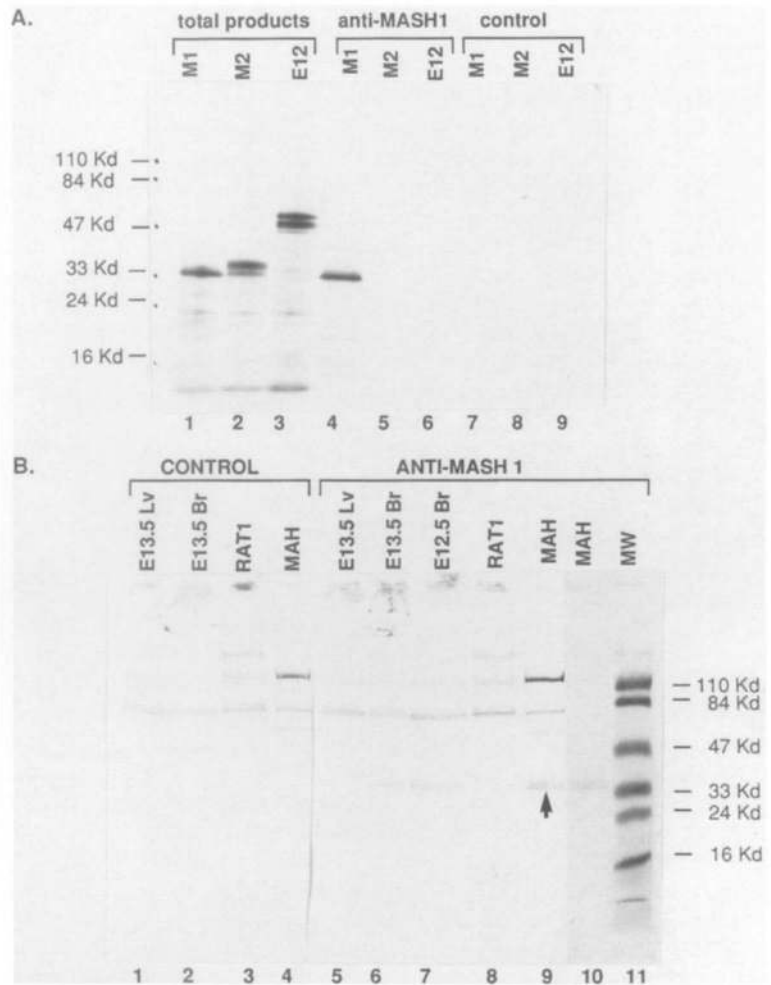 A.
total products anti-MASH1 control
M1 M2 E12 M1 M2 E12 M1 M2 E12
110 Kd
84 Kd
47 Kd
33 Kd
24 Kd
16 Kd
1 2 3 4 5 6 7 8 9
B.
CONTROL ANTI-MASH 1
E13.5 Lv E13.5 Br RAT1 MAH E13.5 Lv E13.5 Br E12.5 Br RAT1 MAH MAH MW
110 Kd
84 Kd
47 Kd
33 Kd
24 Kd
16 Kd
1 2 3 4 5 6 7 8 9 10 11